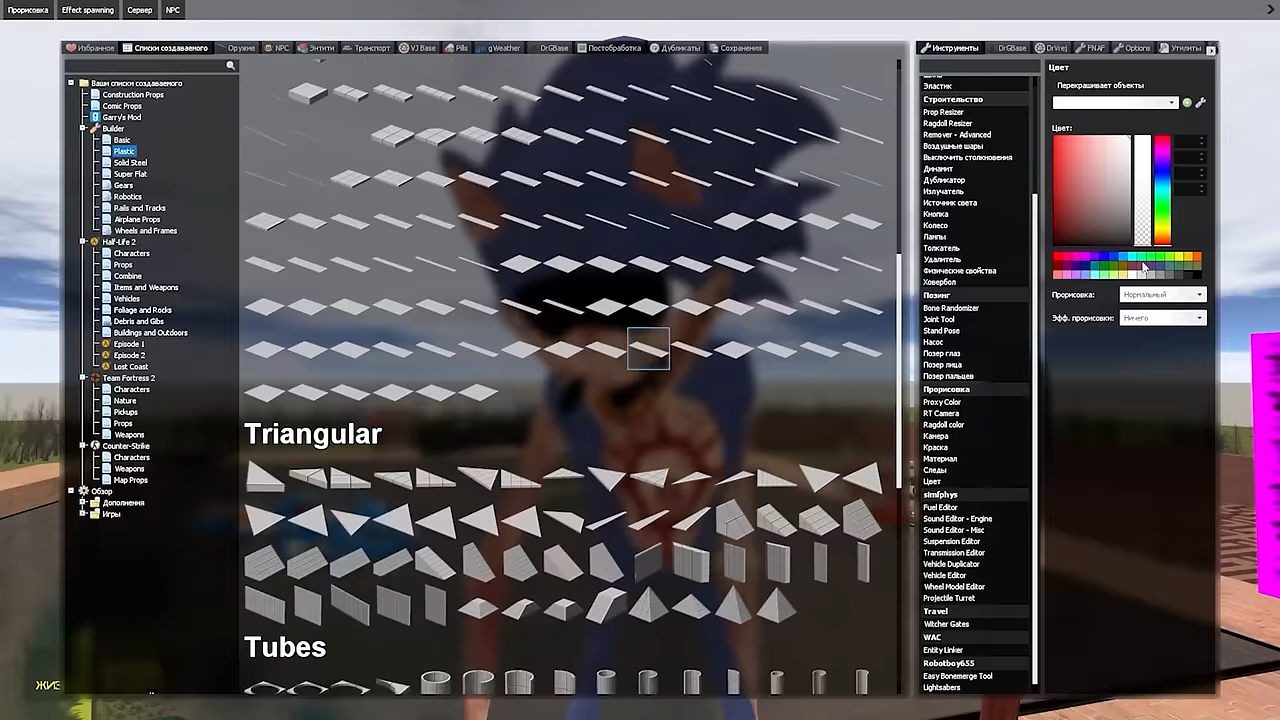 Прорисовка
Effect spawning
Сервер
NPC
Избранное
Списки создаваемого
Оружие
NPC
Энтити
Транспорт
VJ Base
Pills
gWeather
DrGBase
Постобработка
Дубликаты
Сохранения
Инструменты
DrGBase
DrVrej
FNAF
Options
Утилиты
Ваши списки создаваемого
Construction Props
Comic Props
Garry's Mod
Builder
Basic
Plastic
Solid Steel
Super Flat
Gears
Robotics
Rails and Tracks
Airplane Props
Wheels and Frames
Half-Life 2
Characters
Props
Combine
Items and Weapons
Vehicles
Foliage and Rocks
Debris and Gibs
Buildings and Outdoors
Episode 1
Episode 2
Lost Coast
Team Fortress 2
Characters
Nature
Pickups
Props
Weapons
Counter-Strike
Characters
Weapons
Map Props
Обзор
Дополнения
Игры
Triangular
Tubes
Эластик
Строительство
Prop Resizer
Ragdoll Resizer
Remover - Advanced
Воздушные шары
Выключить столкновения
Динамит
Дубликатор
Излучатель
Источник света
Кнопка
Колесо
Лампы
Толкатель
Удалитель
Физические свойства
Ховербол
Позинг
Bone Randomizer
Joint Tool
Stand Pose
Насос
Позер глаз
Позер лица
Позер пальцев
Прорисовка
Proxy Color
RT Camera
Ragdoll color
Камера
Краска
Материал
Следы
Цвет
simfphys
Fuel Editor
Sound Editor - Engine
Sound Editor - Misc
Suspension Editor
Transmission Editor
Vehicle Duplicator
Vehicle Editor
Wheel Model Editor
Projectile Turret
Travel
Witcher Gates
WAC
Entity Linker
Robotboy655
Easy Bonemerge Tool
Lightsabers
Цвет
Перекрашивает объекты
Цвет:
Прорисовка:
Нормальный
Эфф. прорисовки:
Ничего